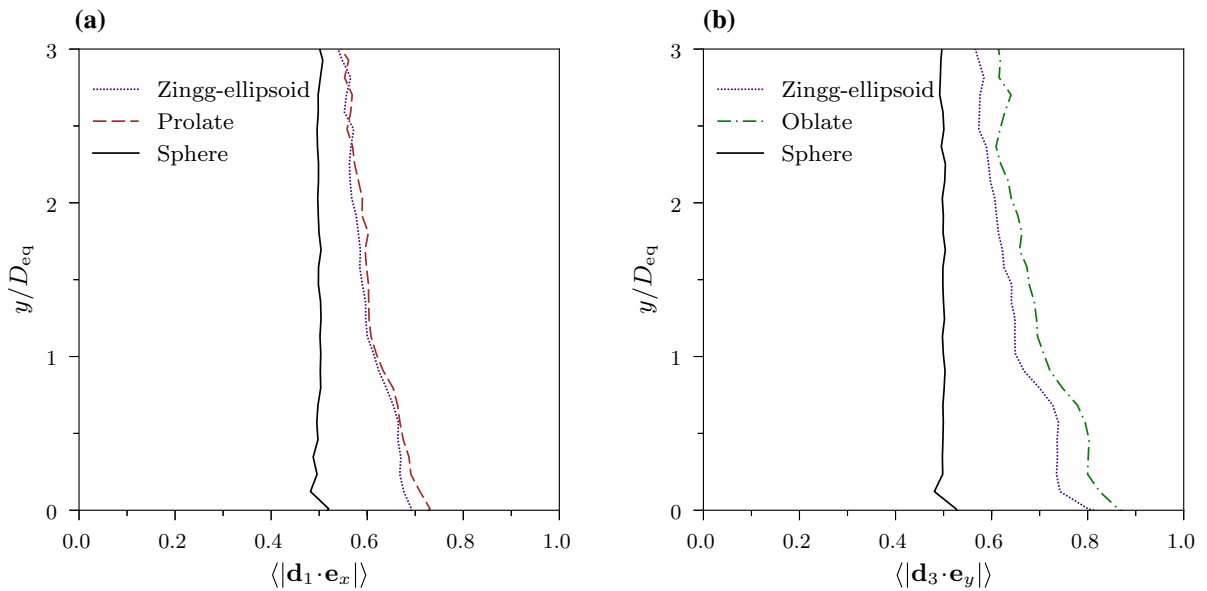 (a)
3
2
1
0
y/D_eq
Zingg-ellipsoid
Prolate
Sphere
0.0 0.2 0.4 0.6 0.8 1.0
⟨|d₁·eₓ|⟩
(b)
3
2
1
0
y/D_eq
Zingg-ellipsoid
Oblate
Sphere
0.0 0.2 0.4 0.6 0.8 1.0
⟨|d₃·e_y|⟩